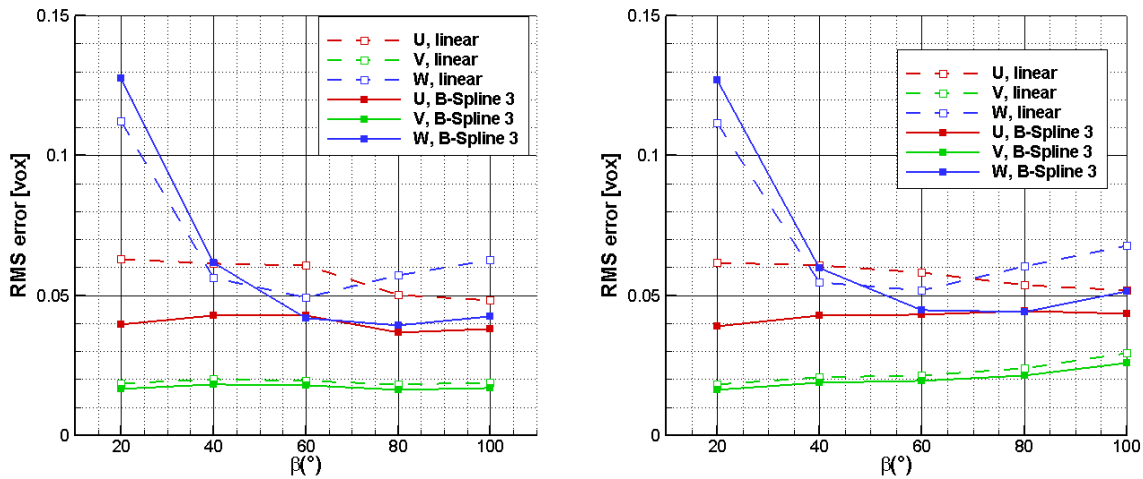 0.15
0.1
0.05
0
RMS error [vox]
U, linear
V, linear
W, linear
U, B-Spline 3
V, B-Spline 3
W, B-Spline 3
20 40 60 80 100
β(°)
0.15
0.1
0.05
0
RMS error [vox]
U, linear
V, linear
W, linear
U, B-Spline 3
V, B-Spline 3
W, B-Spline 3
20 40 60 80 100
β(°)